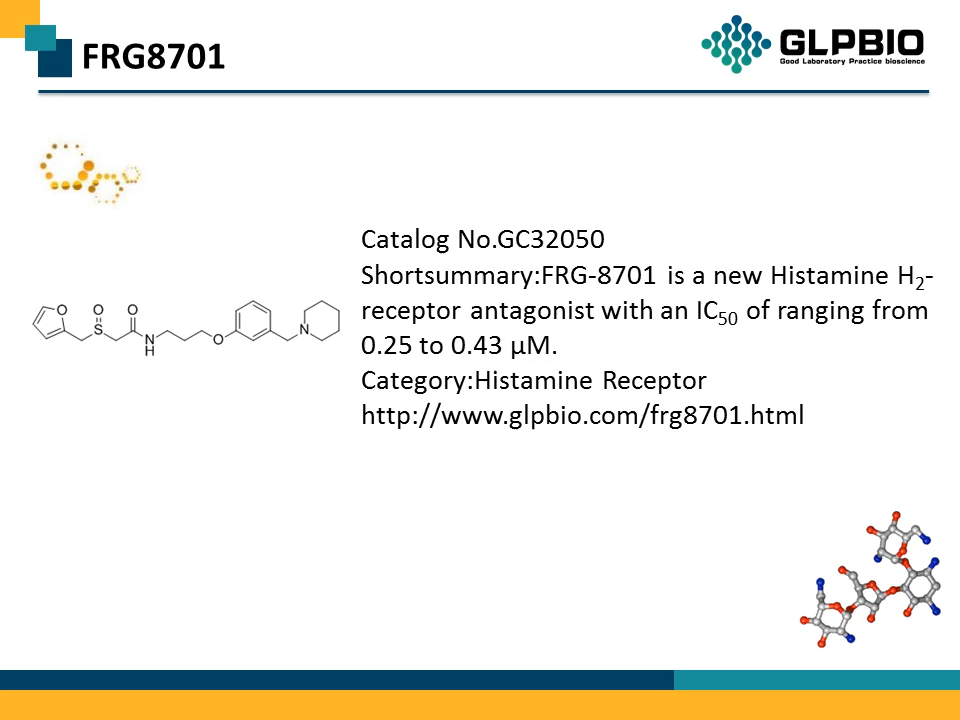 FRG8701
GLPBIO
Good Laboratory Practice bioscience
Catalog No.GC32050
Shortsummary:FRG-8701 is a new Histamine H₂-
receptor antagonist with an IC₅₀ of ranging from
0.25 to 0.43 μM.
Category:Histamine Receptor
http://www.glpbio.com/frg8701.html
O O O
S N H O N